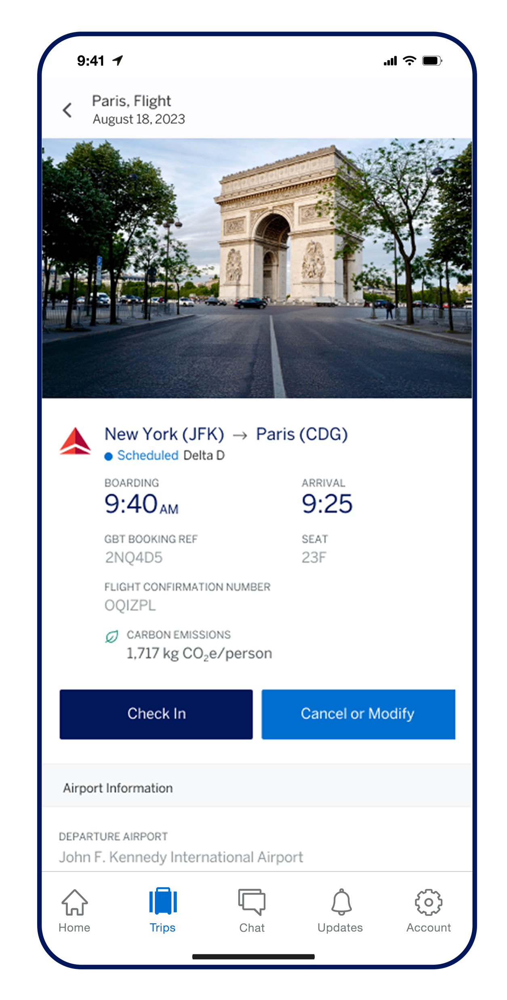 9:41
Paris, Flight
August 18, 2023
New York (JFK) → Paris (CDG)
Scheduled Delta D
BOARDING
9:40 AM
ARRIVAL
9:25
GBT BOOKING REF
2NQ4D5
SEAT
23F
FLIGHT CONFIRMATION NUMBER
OQIZPL
CARBON EMISSIONS
1,717 kg CO₂e/person
Check In
Cancel or Modify
Airport Information
DEPARTURE AIRPORT
John F. Kennedy International Airport
Home
Trips
Chat
Updates
Account